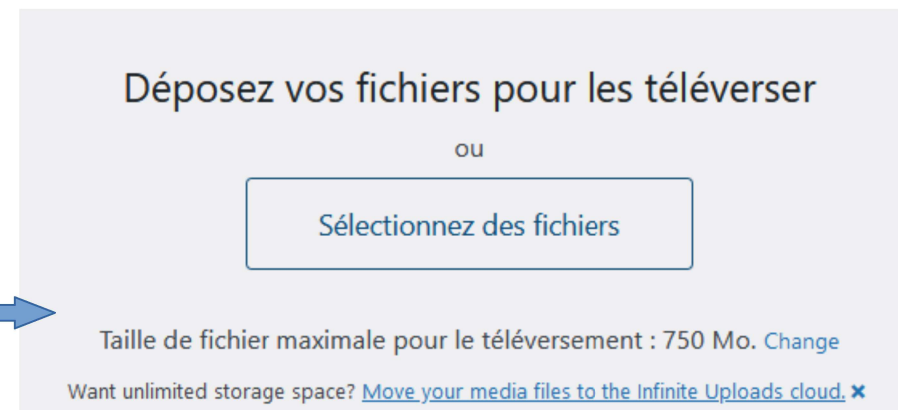 Déposez vos fichiers pour les téléverser
ou
Sélectionnez des fichiers
Taille de fichier maximale pour le téléversement : 750 Mo. Change
Want unlimited storage space? Move your media files to the Infinite Uploads cloud. ×